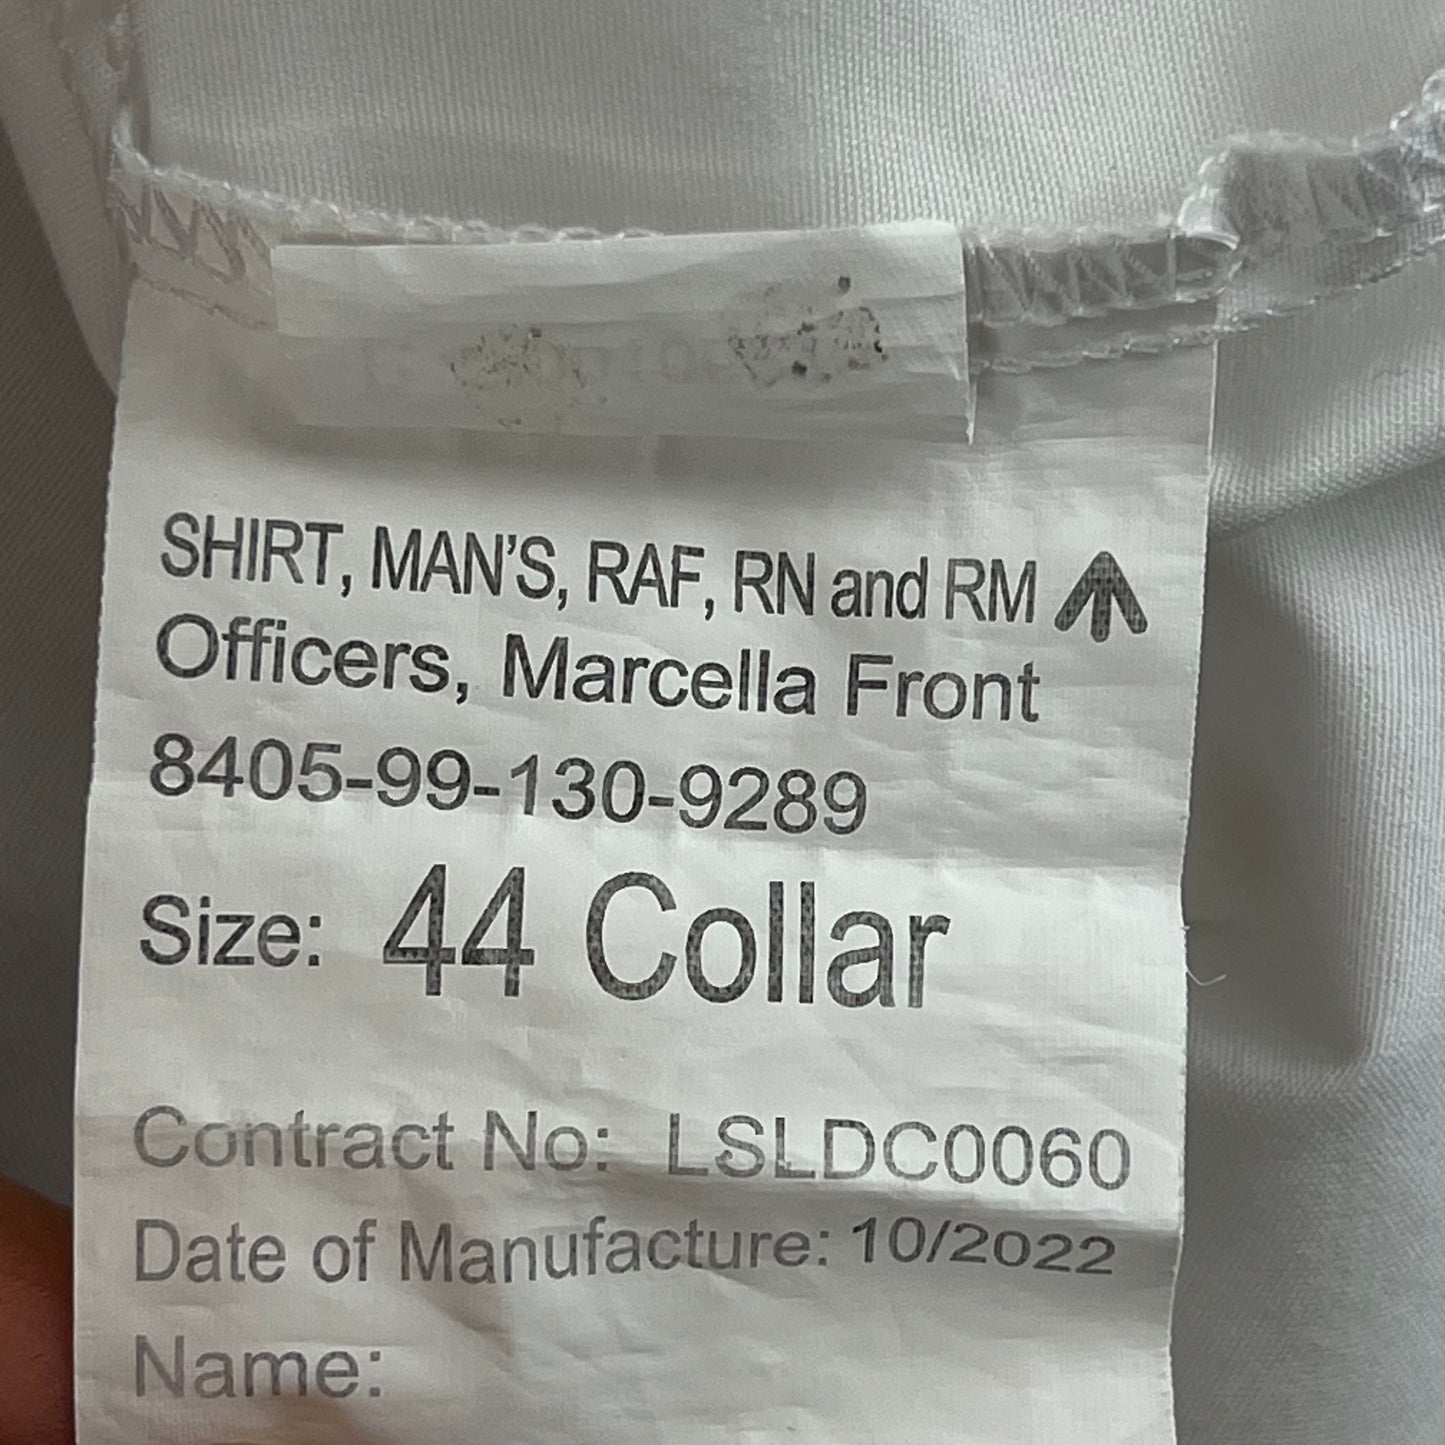 SHIRT, MAN'S, RAF, RN and RM
Officers, Marcella Front
8405-99-130-9289
Size: 44 Collar
Contract No: LSLDC0060
Date of Manufacture: 10/2022
Name: